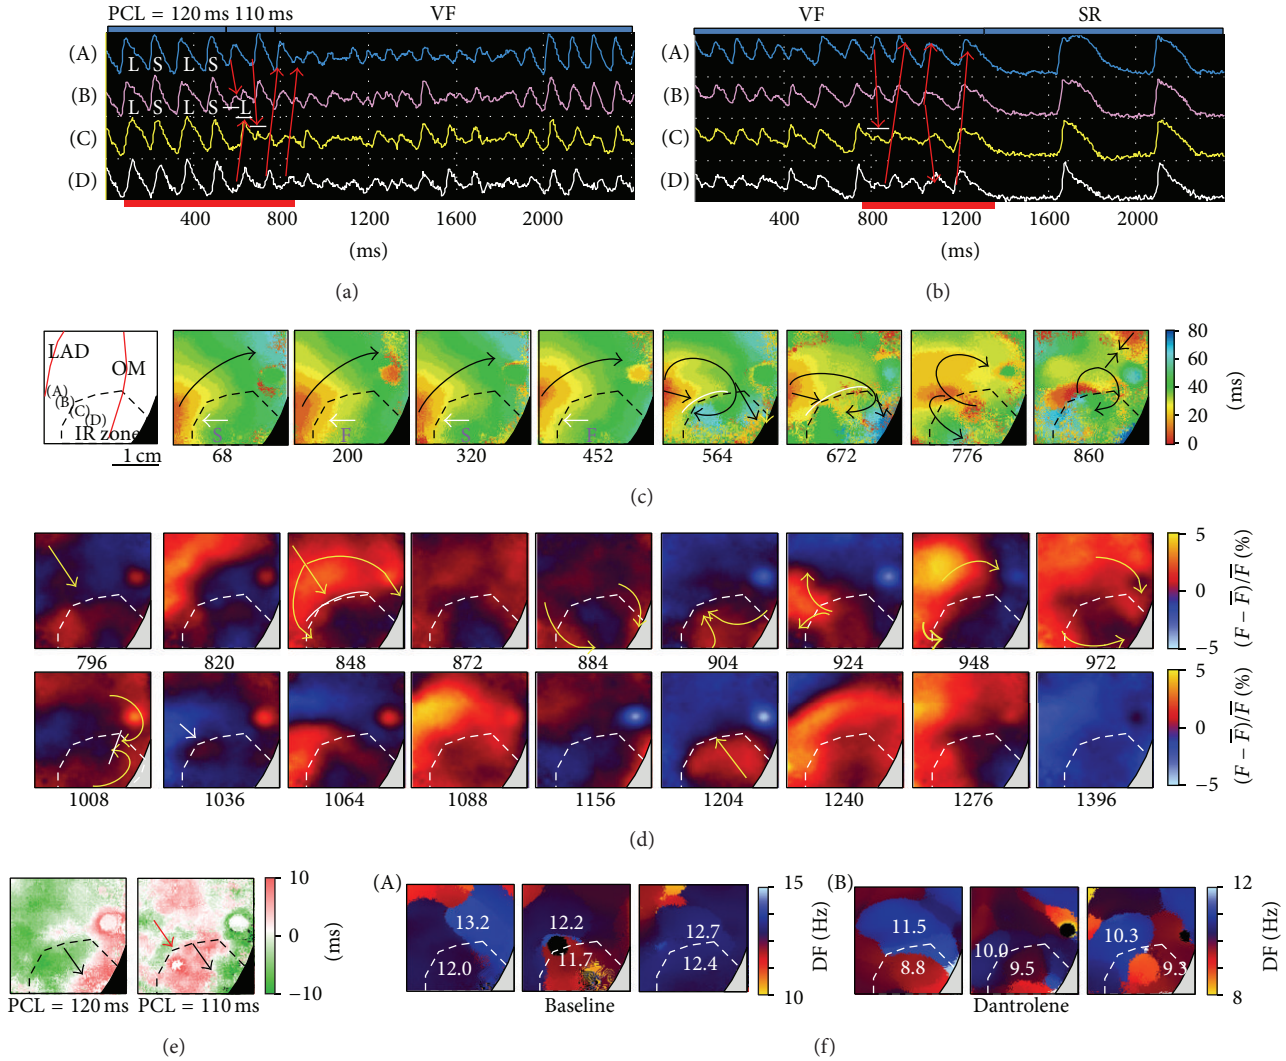 PCL = 120 ms 110 ms VF
(A)
L S L S
(B)
L S L S L
(C)
(D)
400 800 1200 1600 2000
(ms)
(a)
VF SR
(A)
(B)
(C)
(D)
400 800 1200 1600 2000
(ms)
(b)
LAD
OM
(A)
(B)
(C)
(D)
IR zone
1 cm
S F S F
68 200 320 452 564 672 776 860
80
60
40
20
0
(ms)
(c)
796 820 848 872 884 904 924 948 972
5
0
−5
(F − F̅)/F̅ (%)
1008 1036 1064 1088 1156 1204 1240 1276 1396
5
0
−5
(F − F̅)/F̅ (%)
(d)
PCL = 120 ms PCL = 110 ms
10
0
−10
(ms)
(e)
(A)
13.2
12.0
12.2
11.7
12.7
12.4
Baseline
15
10
DF (Hz)
(B)
11.5
8.8
10.0
9.5
10.3
9.3
Dantrolene
12
8
DF (Hz)
(f)